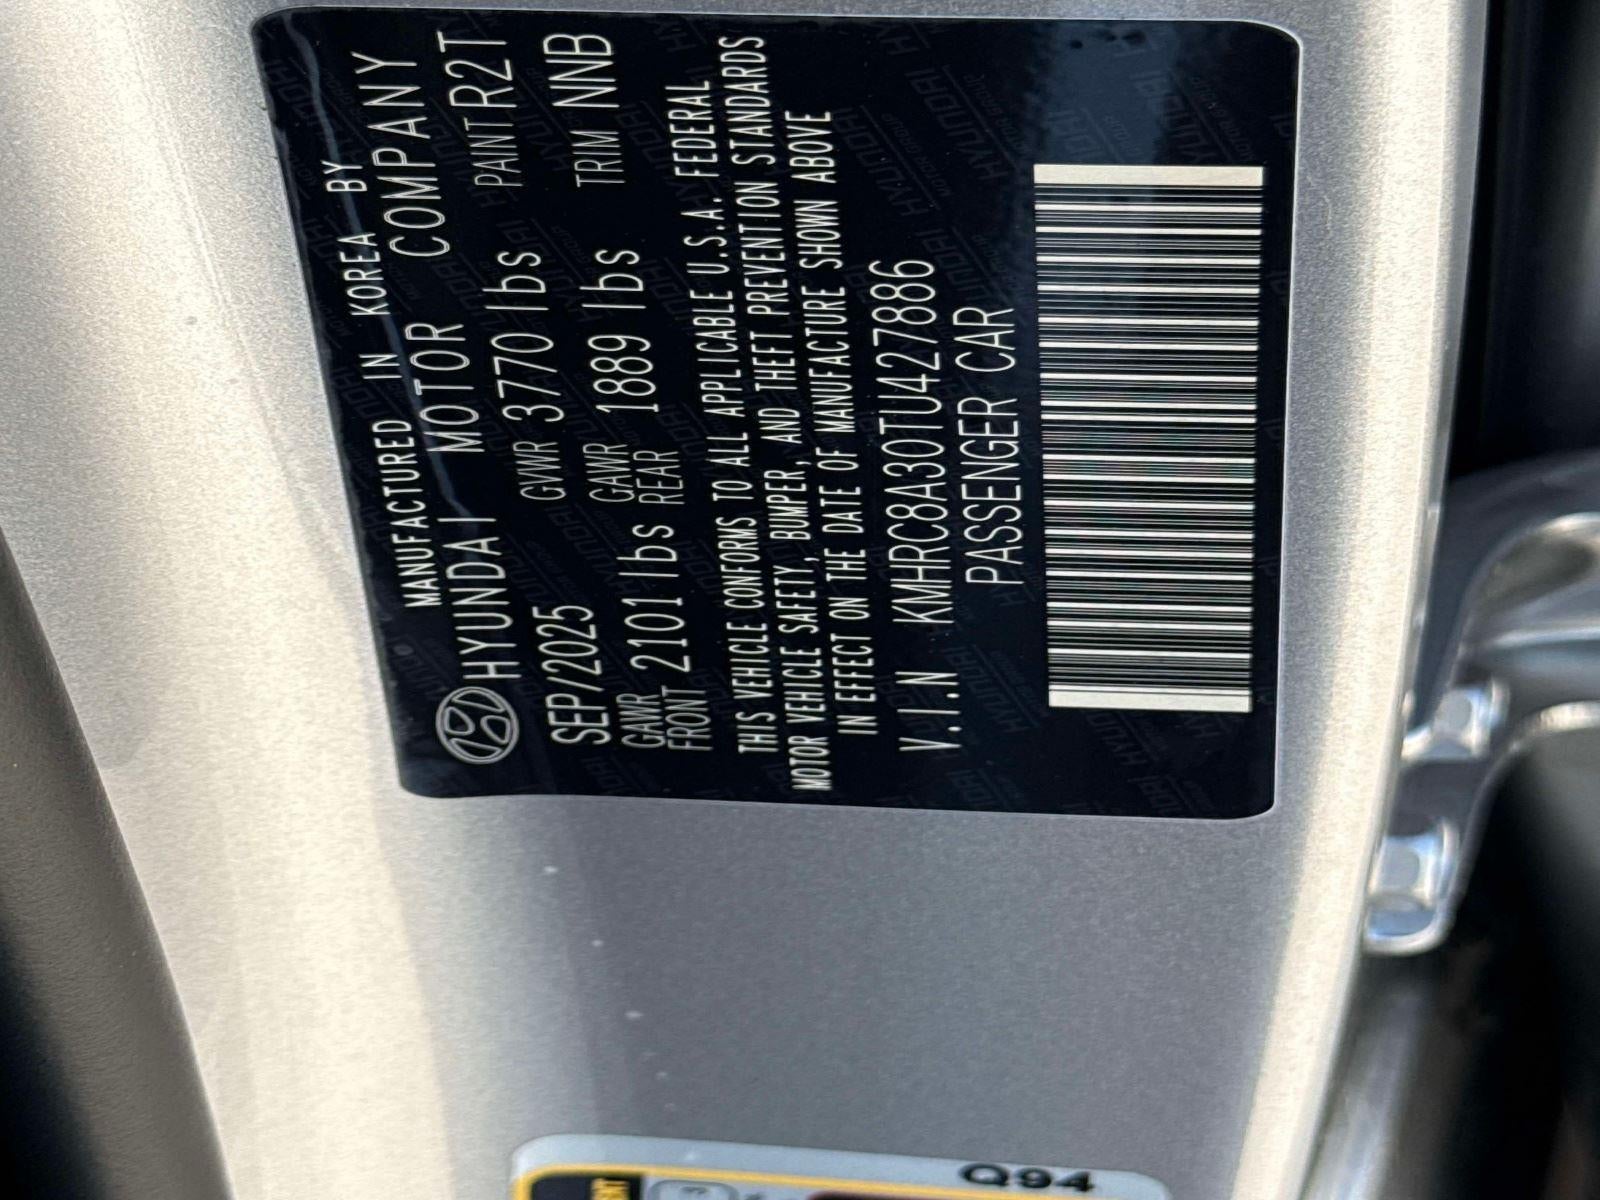 MANUFACTURED IN KOREA BY
HYUNDAI MOTOR COMPANY
SEP/2025 GVWR 3770 lbs PAINT R2T
GAWR FRONT 2101 lbs GAWR REAR 1889 lbs TRIM NNB
THIS VEHICLE CONFORMS TO ALL APPLICABLE U.S.A. FEDERAL
MOTOR VEHICLE SAFETY, BUMPER, AND THEFT PREVENTION STANDARDS
IN EFFECT ON THE DATE OF MANUFACTURE SHOWN ABOVE
V.I.N KMHRC8A30TU427886
PASSENGER CAR
Q94